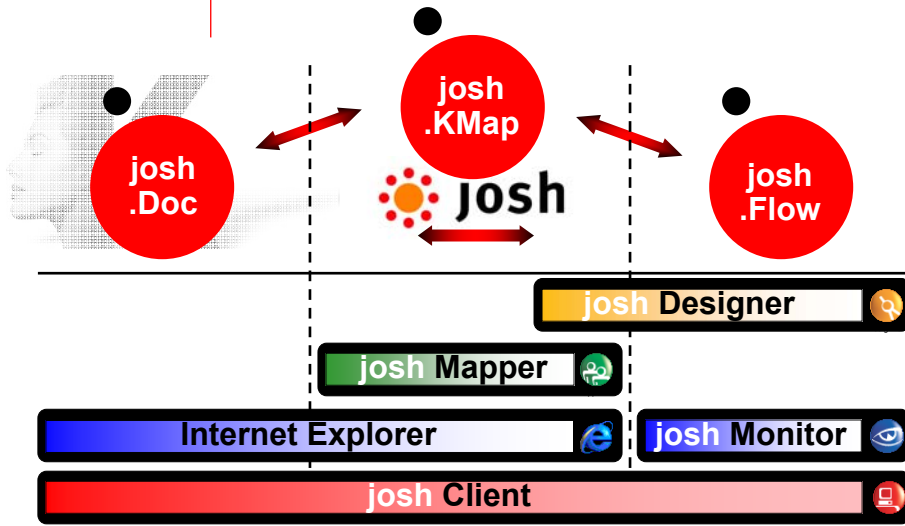 josh
.KMap
josh
.Doc
josh
.Flow
josh
josh Designer
josh Mapper
Internet Explorer
josh Monitor
josh Client